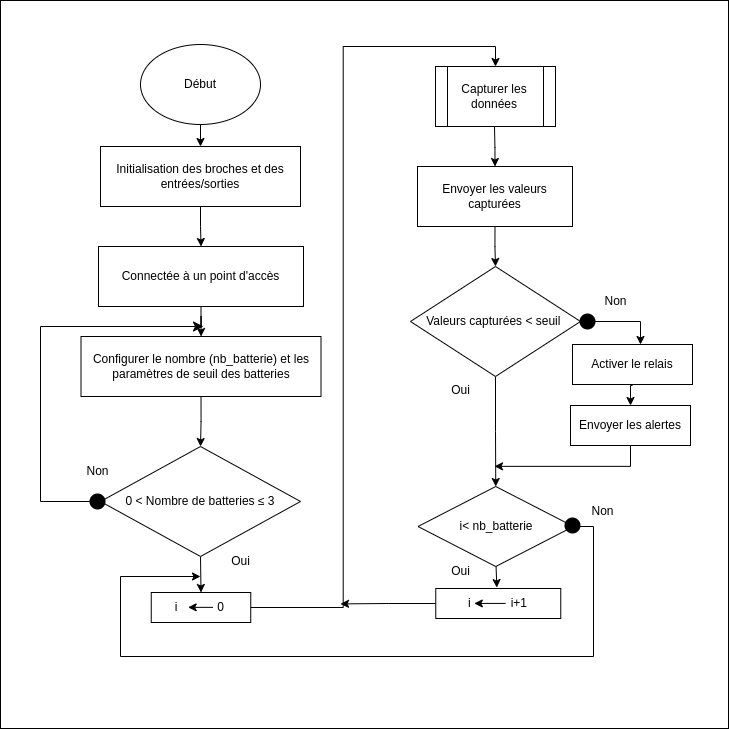 Début
Initialisation des broches et des
entrées/sorties
Connectée à un point d'accès
Configurer le nombre (nb_batterie) et les
paramètres de seuil des batteries
Non
0 < Nombre de batteries ≤ 3
Oui
i 0
Capturer les
données
Envoyer les valeurs
capturées
Valeurs capturées < seuil
Non
Activer le relais
Oui
Envoyer les alertes
i< nb_batterie
Non
Oui
i i+1